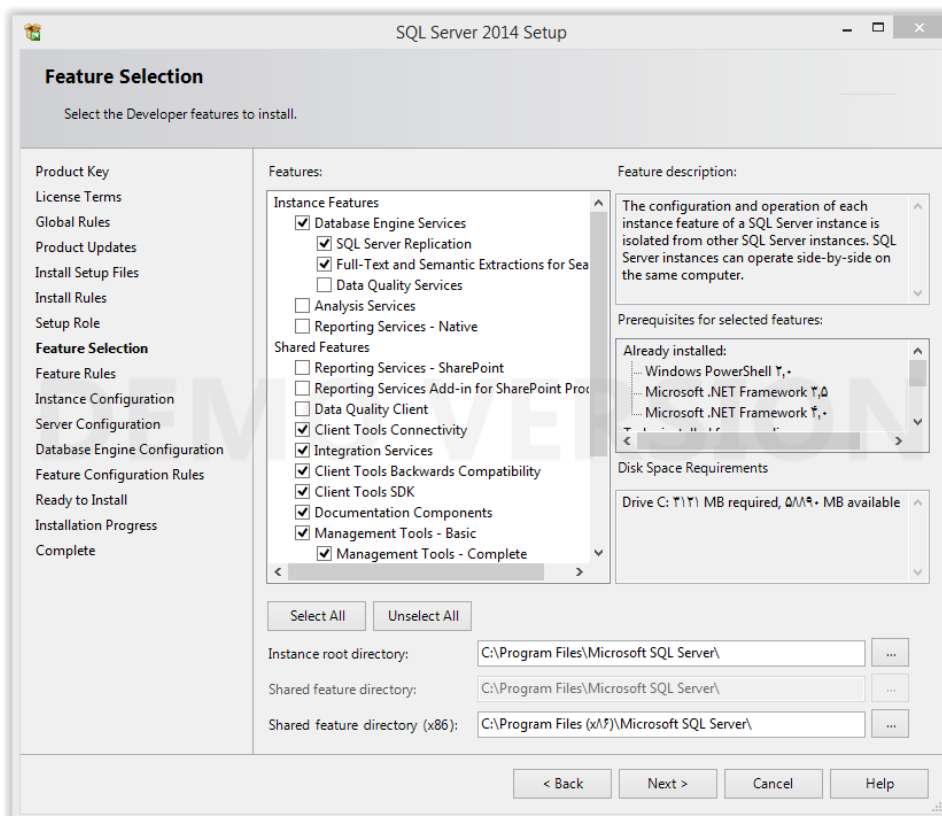 SQL Server 2014 Setup
Feature Selection
Select the Developer features to install.
Product Key
License Terms
Global Rules
Product Updates
Install Setup Files
Install Rules
Setup Role
Feature Selection
Feature Rules
Instance Configuration
Server Configuration
Database Engine Configuration
Feature Configuration Rules
Ready to Install
Installation Progress
Complete
Features:
Instance Features
Database Engine Services
SQL Server Replication
Full-Text and Semantic Extractions for Sea
Data Quality Services
Analysis Services
Reporting Services - Native
Shared Features
Reporting Services - SharePoint
Reporting Services Add-in for SharePoint Proc
Data Quality Client
Client Tools Connectivity
Integration Services
Client Tools Backwards Compatibility
Client Tools SDK
Documentation Components
Management Tools - Basic
Management Tools - Complete
Feature description:
The configuration and operation of each
instance feature of a SQL Server instance is
isolated from other SQL Server instances. SQL
Server instances can operate side-by-side on
the same computer.
Prerequisites for selected features:
Already installed:
Windows PowerShell ۲,۰
Microsoft .NET Framework ۳,۵
Microsoft .NET Framework ۴,۰
Disk Space Requirements
Drive C: ۳۱۲۱ MB required, ۵۸۸۹۰ MB available
Select All
Unselect All
Instance root directory:
C:\Program Files\Microsoft SQL Server\
...
Shared feature directory:
C:\Program Files\Microsoft SQL Server\
...
Shared feature directory (x86):
C:\Program Files (x۸۶)\Microsoft SQL Server\
...
< Back
Next >
Cancel
Help
DEMO VERSION